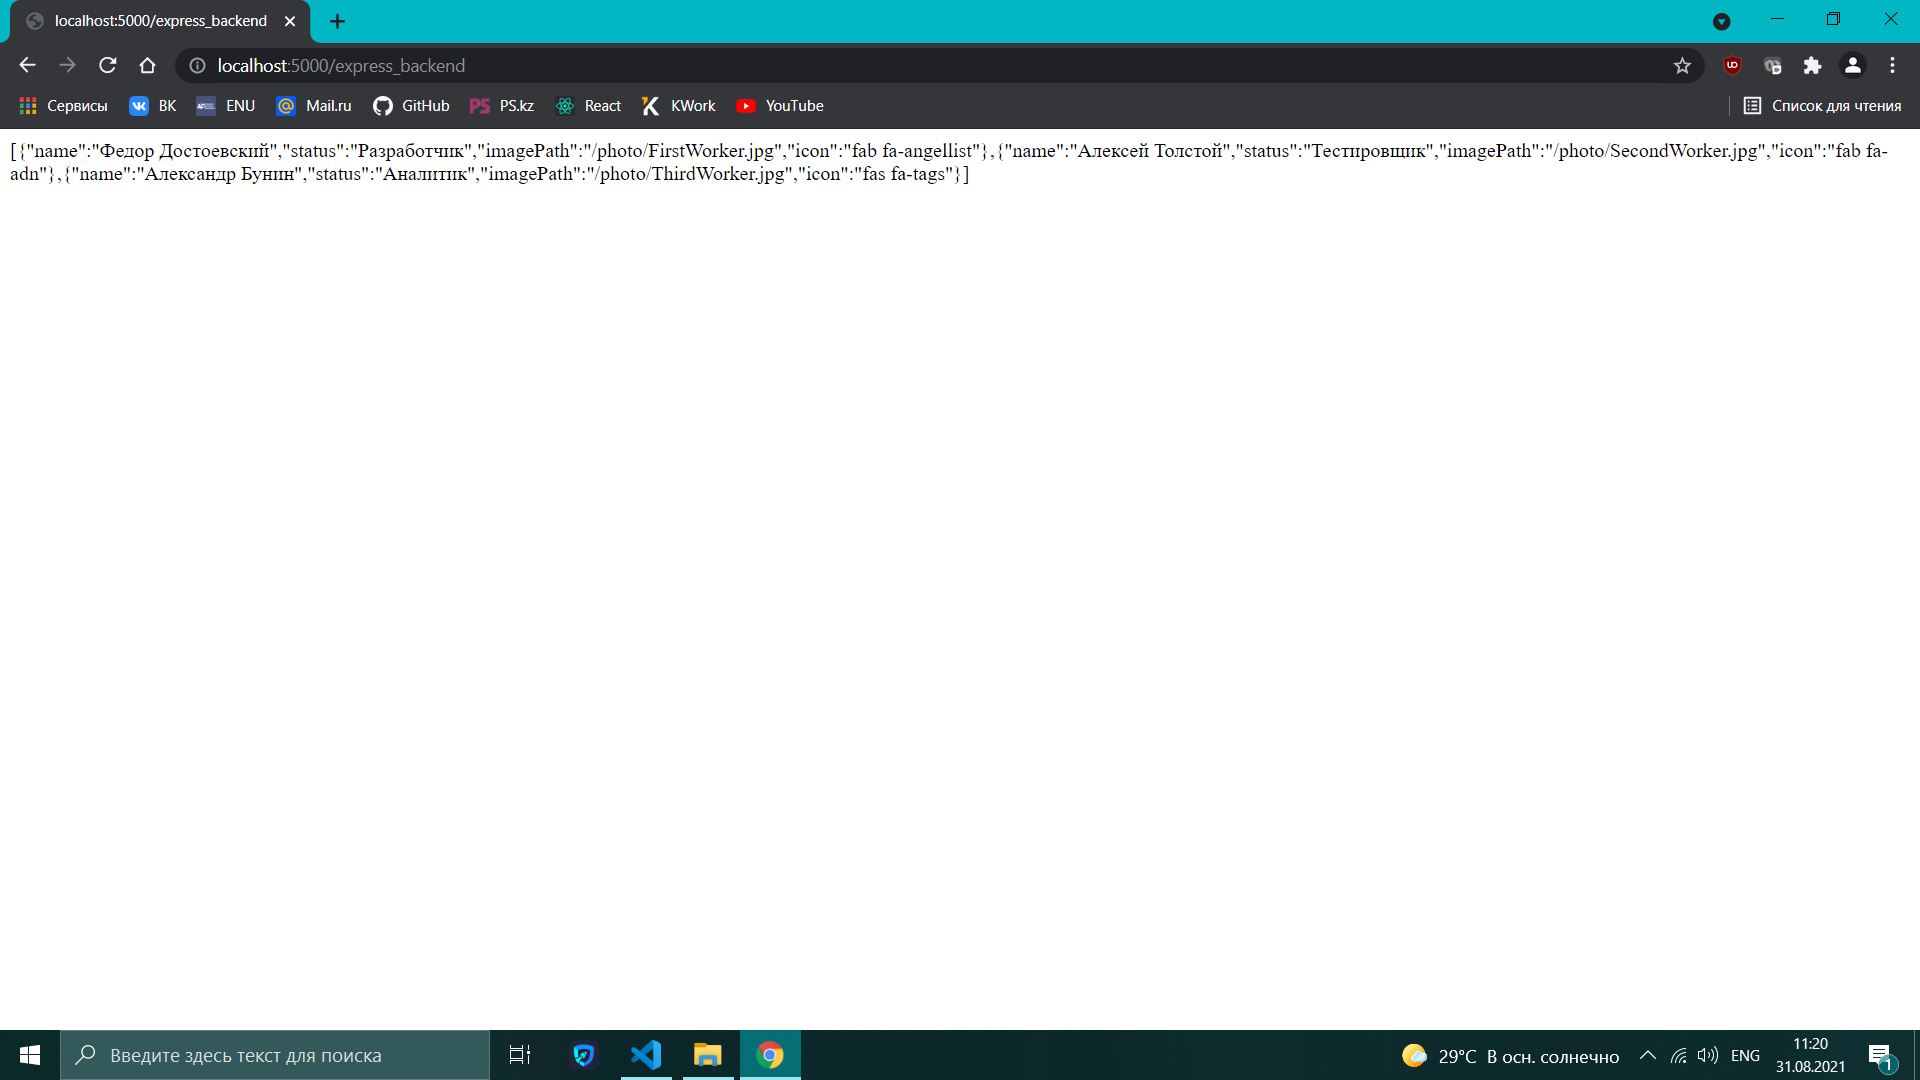 localhost:5000/express_backend
localhost:5000/express_backend
Сервисы ВК ENU Mail.ru GitHub PS PS.kz React KWork YouTube Список для чтения
[{"name":"Федор Достоевский","status":"Разработчик","imagePath":"/photo/FirstWorker.jpg","icon":"fab fa-angellist"},{"name":"Алексей Толстой","status":"Тестировщик","imagePath":"/photo/SecondWorker.jpg","icon":"fab fa-
adn"},{"name":"Александр Бунин","status":"Аналитик","imagePath":"/photo/ThirdWorker.jpg","icon":"fas fa-tags"}]
Введите здесь текст для поиска
29°C В осн. солнечно
ENG
11:20
31.08.2021
1